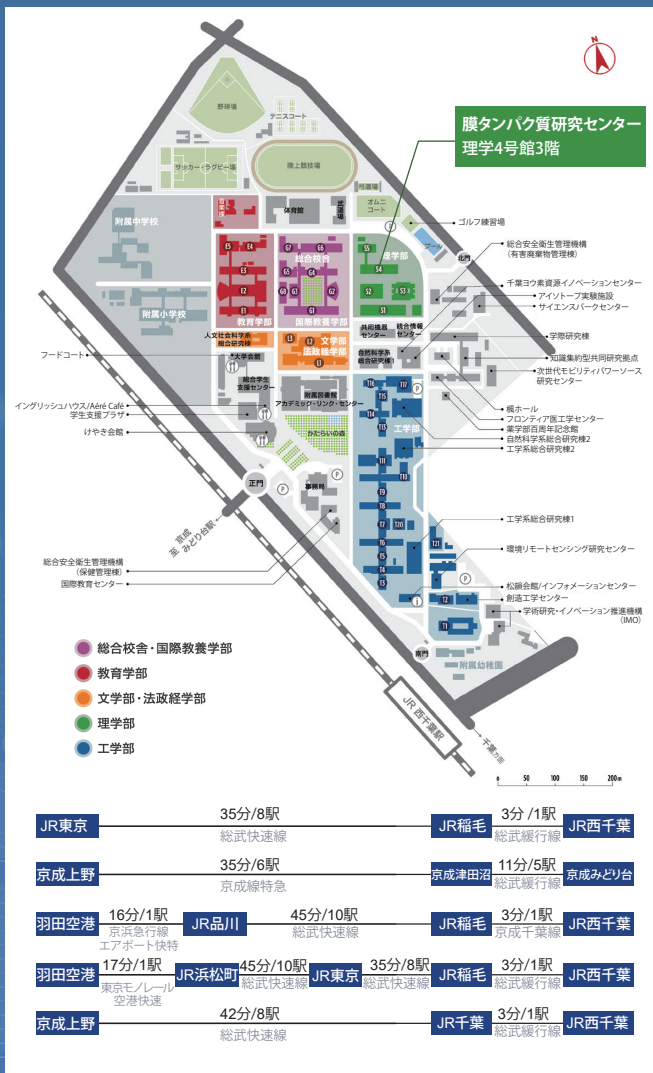 N
野球場
テニスコート
膜タンパク質研究センター
理学4号館3階
サッカー・ラグビー場
陸上競技場
弓道場
オムニ
コート
附属中学校
音楽棟
体育館
武道場
P
プール
ゴルフ練習場
北門
総合安全衛生管理機構
(有害廃棄物管理棟)
E5
E4
G7
G6
総合校舎
S5
理学部
S4
E3
G5
G4
千葉ヨウ素資源イノベーションセンター
アイソトープ実験施設
サイエンスパークセンター
E2
G8
G3
G2
S2
S3
附属小学校
E1
G1
S1
教育学部
国際教養学部
人文社会科学系
総合研究棟
L3
L2
文学部
法政経学部
L1
共用機器
センター
統合情報
センター
学際研究棟
フードコート
大学会館
自然科学系
総合研究棟1
知識集約型共同研究拠点
次世代モビリティパワーソース
研究センター
総合学生
支援センター
附属図書館
アカデミック・リンク・センター
T16
T17
P
T15
楓ホール
イングリッシュハウス/Aéré Café
学生支援プラザ
T14
フロンティア医工学センター
薬学部百周年記念館
けやき会館
かたらいの森
T13
工学部
自然科学系総合研究棟2
工学系総合研究棟2
T11
T10
正門
P
P
事務局
T9
T8
至 京成
みどり台駅
T7
T20
工学系総合研究棟1
T6
T21
環境リモートセンシング研究センター
総合安全衛生管理機構
(保健管理棟)
T5
T4
P
国際教育センター
T3
松韻会館/インフォメーションセンター
i
T2
創造工学センター
学術研究・イノベーション推進機構
(IMO)
T1
総合校舎・国際教養学部
南門
附属幼稚園
教育学部
文学部・法政経学部
JR 西千葉駅
理学部
千葉方面
工学部
0 50 100 150 200m
JR東京 35分/8駅 JR稲毛 3分 /1駅 JR西千葉
総武快速線 総武緩行線
京成上野 35分/6駅 京成津田沼 11分/5駅 京成みどり台
京成線特急 総武緩行線
羽田空港 16分/1駅 JR品川 45分/10駅 JR稲毛 3分/1駅 JR西千葉
京浜急行線 総武快速線 京成千葉線
エアポート快特
羽田空港 17分/1駅 JR浜松町 45分/10駅 JR東京 35分/8駅 JR稲毛 3分/1駅 JR西千葉
東京モノレール 総武快速線 総武快速線 総武緩行線
空港快速
京成上野 42分/8駅 JR千葉 3分/1駅 JR西千葉
総武快速線 総武緩行線